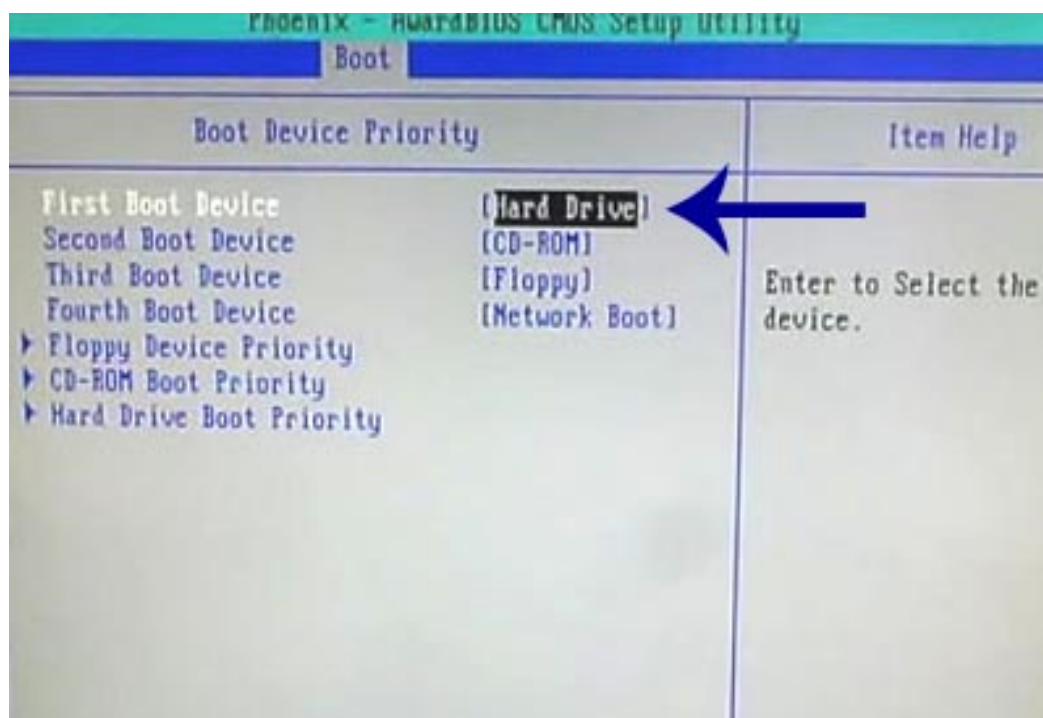 Phoenix - AwardBIOS CMOS Setup Utility
Boot
Boot Device Priority
Item Help
First Boot Device [Hard Drive]
Second Boot Device [CD-ROM]
Third Boot Device [Floppy]
Fourth Boot Device [Network Boot]
Floppy Device Priority
CD-ROM Boot Priority
Hard Drive Boot Priority
Enter to Select the
device.